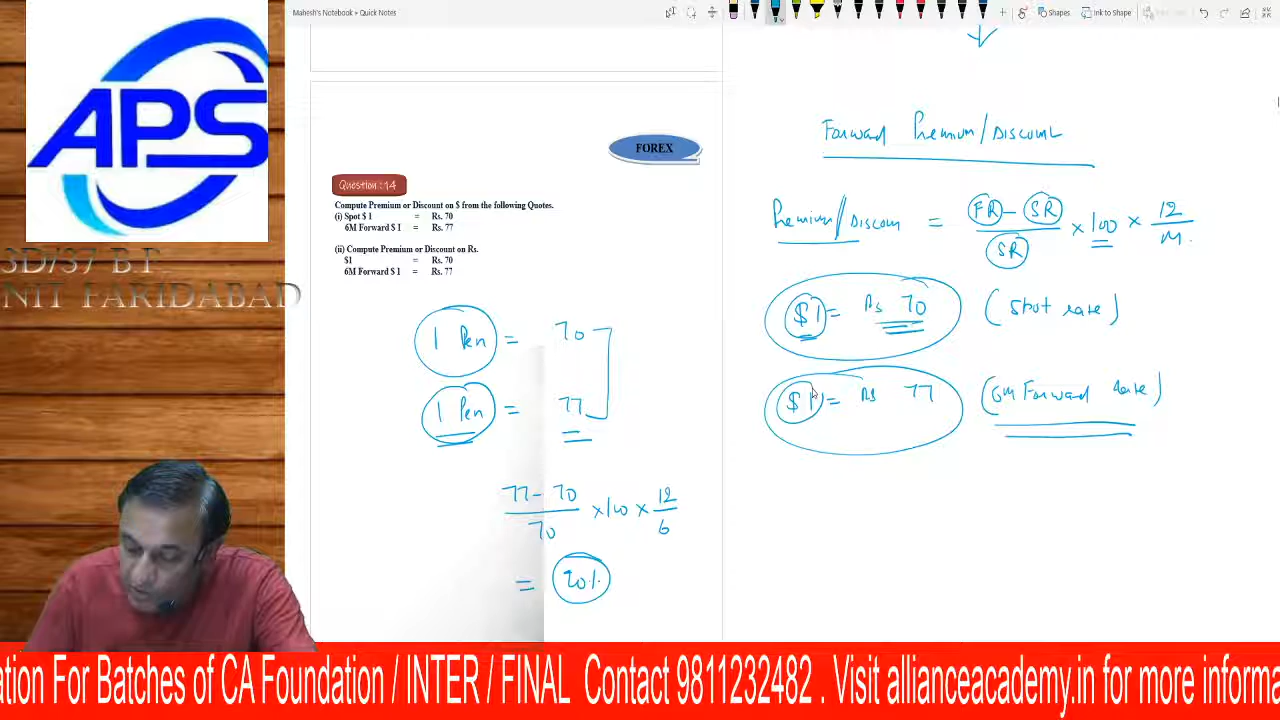 Mahesh's Notebook » Quick Notes
Shapes
Ink to Shape
APS
3D/37 B.P.
NIT FARIDABAD
FOREX
Question : 14
Compute Premium or Discount on $ from the following Quotes.
(i) Spot $ 1 = Rs. 70
6M Forward $ 1 = Rs. 77
(ii) Compute Premium or Discount on Rs.
$1 = Rs. 70
6M Forward $ 1 = Rs. 77
1 Pen = 70
1 Pen = 77
77 - 70
70
×100 × 12
6
= 20%
Forward Premium/Discount
Premium/Discoun = FR - SR
SR
× 100 × 12
M.
$1 = Rs 70 (Spot rate)
$1 = Rs 77 (6m Forward rate)
ation For Batches of CA Foundation / INTER / FINAL Contact 9811232482 . Visit allianceacademy.in for more informa